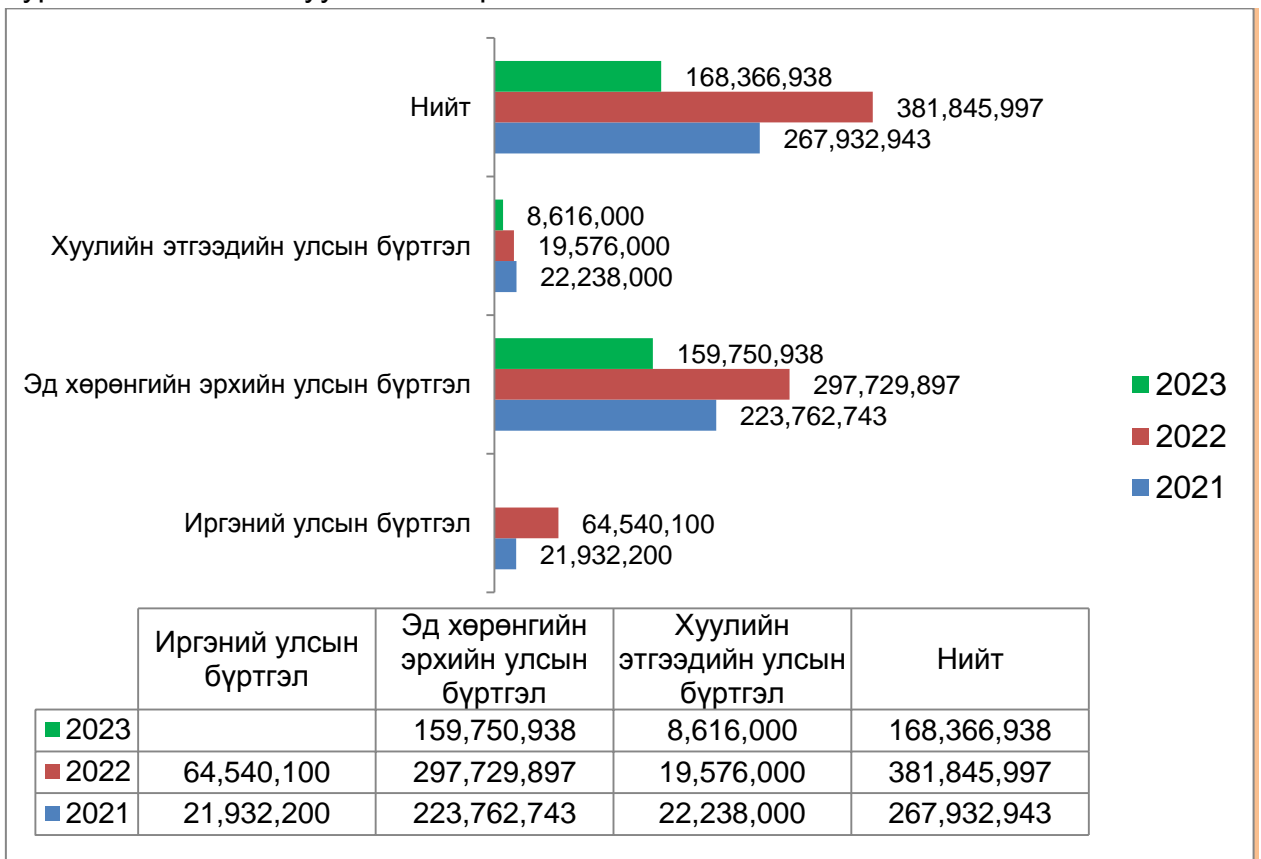 Нийт
168,366,938
381,845,997
267,932,943
Хуулийн этгээдийн улсын бүртгэл
8,616,000
19,576,000
22,238,000
Эд хөрөнгийн эрхийн улсын бүртгэл
159,750,938
297,729,897
223,762,743
Иргэний улсын бүртгэл
64,540,100
21,932,200
2023
2022
2021
Иргэний улсын
бүртгэл
Эд хөрөнгийн
эрхийн улсын
бүртгэл
Хуулийн
этгээдийн улсын
бүртгэл
Нийт
2023 159,750,938 8,616,000 168,366,938
2022 64,540,100 297,729,897 19,576,000 381,845,997
2021 21,932,200 223,762,743 22,238,000 267,932,943